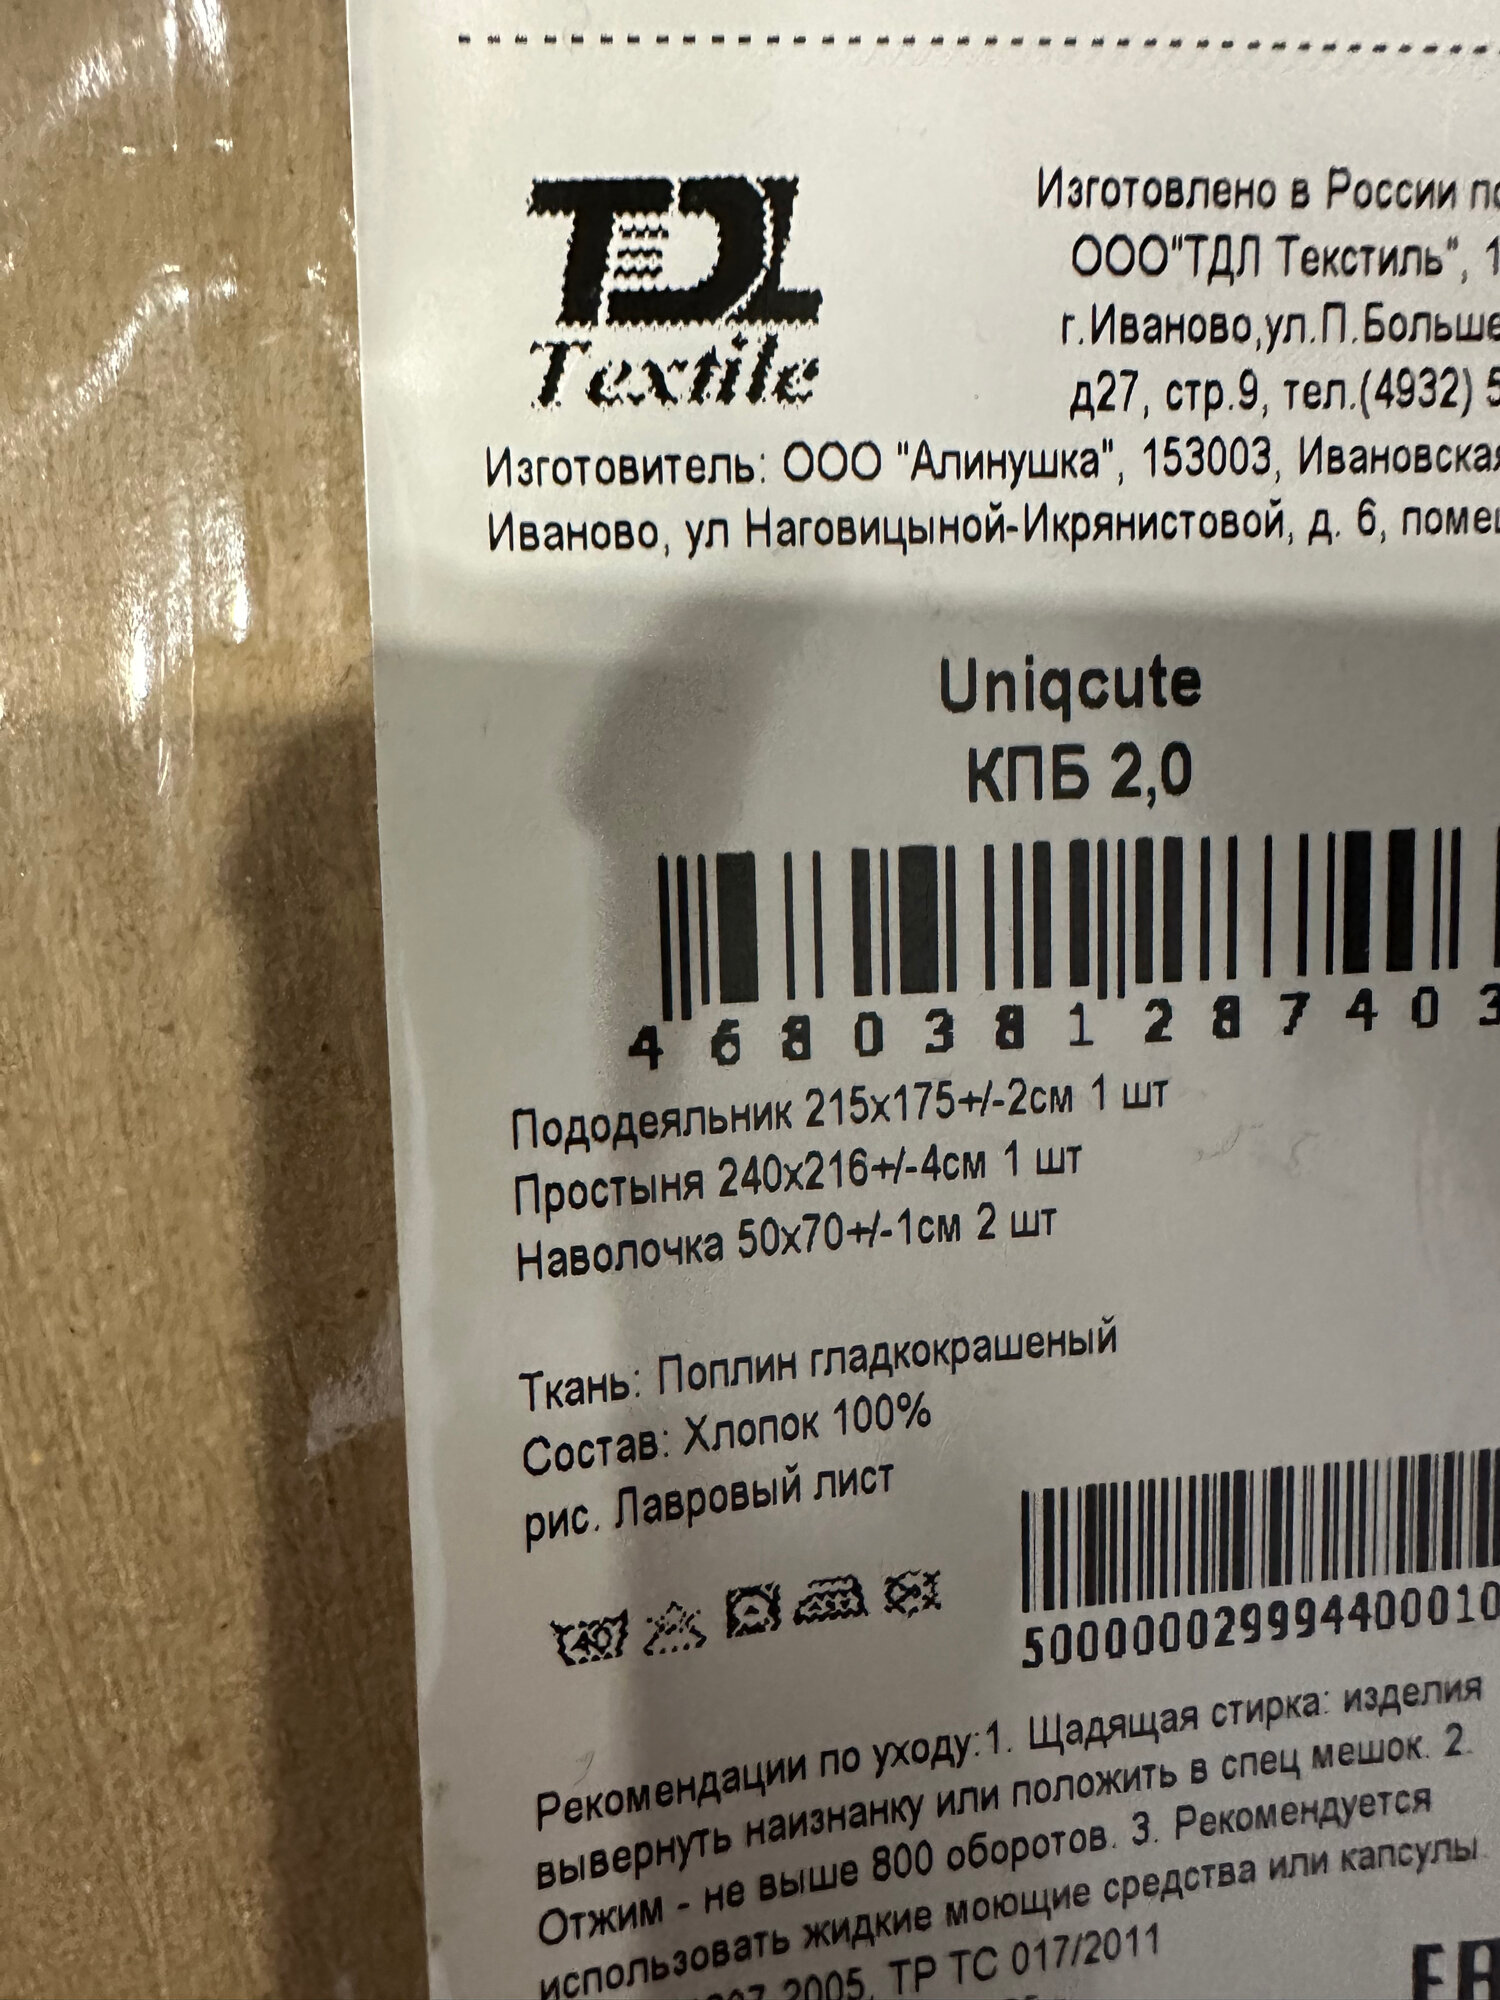 TDL
Textile
Изготовлено в России по
ООО"ТДЛ Текстиль", 1
г.Иваново,ул.П.Больше
д27, стр.9, тел.(4932) 5
Изготовитель: ООО "Алинушка", 153003, Ивановская
Иваново, ул Наговицыной-Икрянистовой, д. 6, помещ
Uniqcute
КПБ 2,0
4680381287403
Пододеяльник 215х175+/-2см 1 шт
Простыня 240х216+/-4см 1 шт
Наволочка 50х70+/-1см 2 шт
Ткань: Поплин гладкокрашеный
Состав: Хлопок 100%
рис. Лавровый лист
40
500000029994400010
Рекомендации по уходу:1. Щадящая стирка: изделия
вывернуть наизнанку или положить в спец мешок. 2.
Отжим - не выше 800 оборотов. 3. Рекомендуется
использовать жидкие моющие средства или капсулы
2005, ТР ТС 017/2011